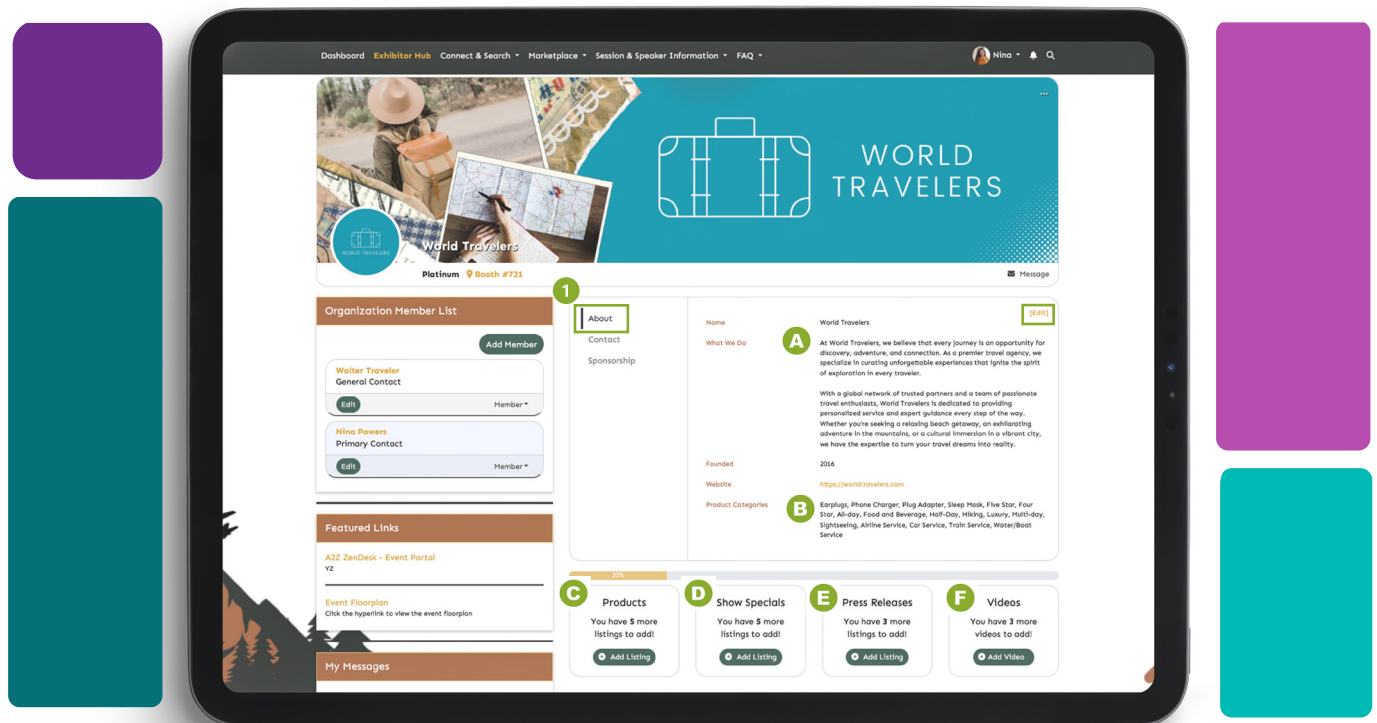 Dashboard Exhibitor Hub Connect & Search Marketplace Session & Speaker Information FAQ Nina
WORLD
TRAVELERS
WORLD TRAVELERS
World Travelers
Platinum Booth #721
Message
Organization Member List
Add Member
Walter Traveler
General Contact
Edit Member
Nina Powers
Primary Contact
Edit Member
Featured Links
A2Z ZenDesk - Event Portal
YZ
Event Floorplan
Click the hyperlink to view the event floorplan
My Messages
1
About
Contact
Sponsorship
[Edit]
Name World Travelers
What We Do A At World Travelers, we believe that every journey is an opportunity for
discovery, adventure, and connection. As a premier travel agency, we
specialize in curating unforgettable experiences that ignite the spirit
of exploration in every traveler.
With a global network of trusted partners and a team of passionate
travel enthusiasts, World Travelers is dedicated to providing
personalized service and expert guidance every step of the way.
Whether you're seeking a relaxing beach getaway, an exhilarating
adventure in the mountains, or a cultural immersion in a vibrant city,
we have the expertise to turn your travel dreams into reality.
Founded 2016
Website https://worldtravelers.com
Product Categories B Earplugs, Phone Charger, Plug Adapter, Sleep Mask, Five Star, Four
Star, All-day, Food and Beverage, Half-Day, Hiking, Luxury, Multi-day,
Sightseeing, Airline Service, Car Service, Train Service, Water/Boat
Service
20%
C Products
You have 5 more
listings to add!
Add Listing
D Show Specials
You have 5 more
listings to add!
Add Listing
E Press Releases
You have 3 more
listings to add!
Add Listing
F Videos
You have 3 more
videos to add!
Add Video